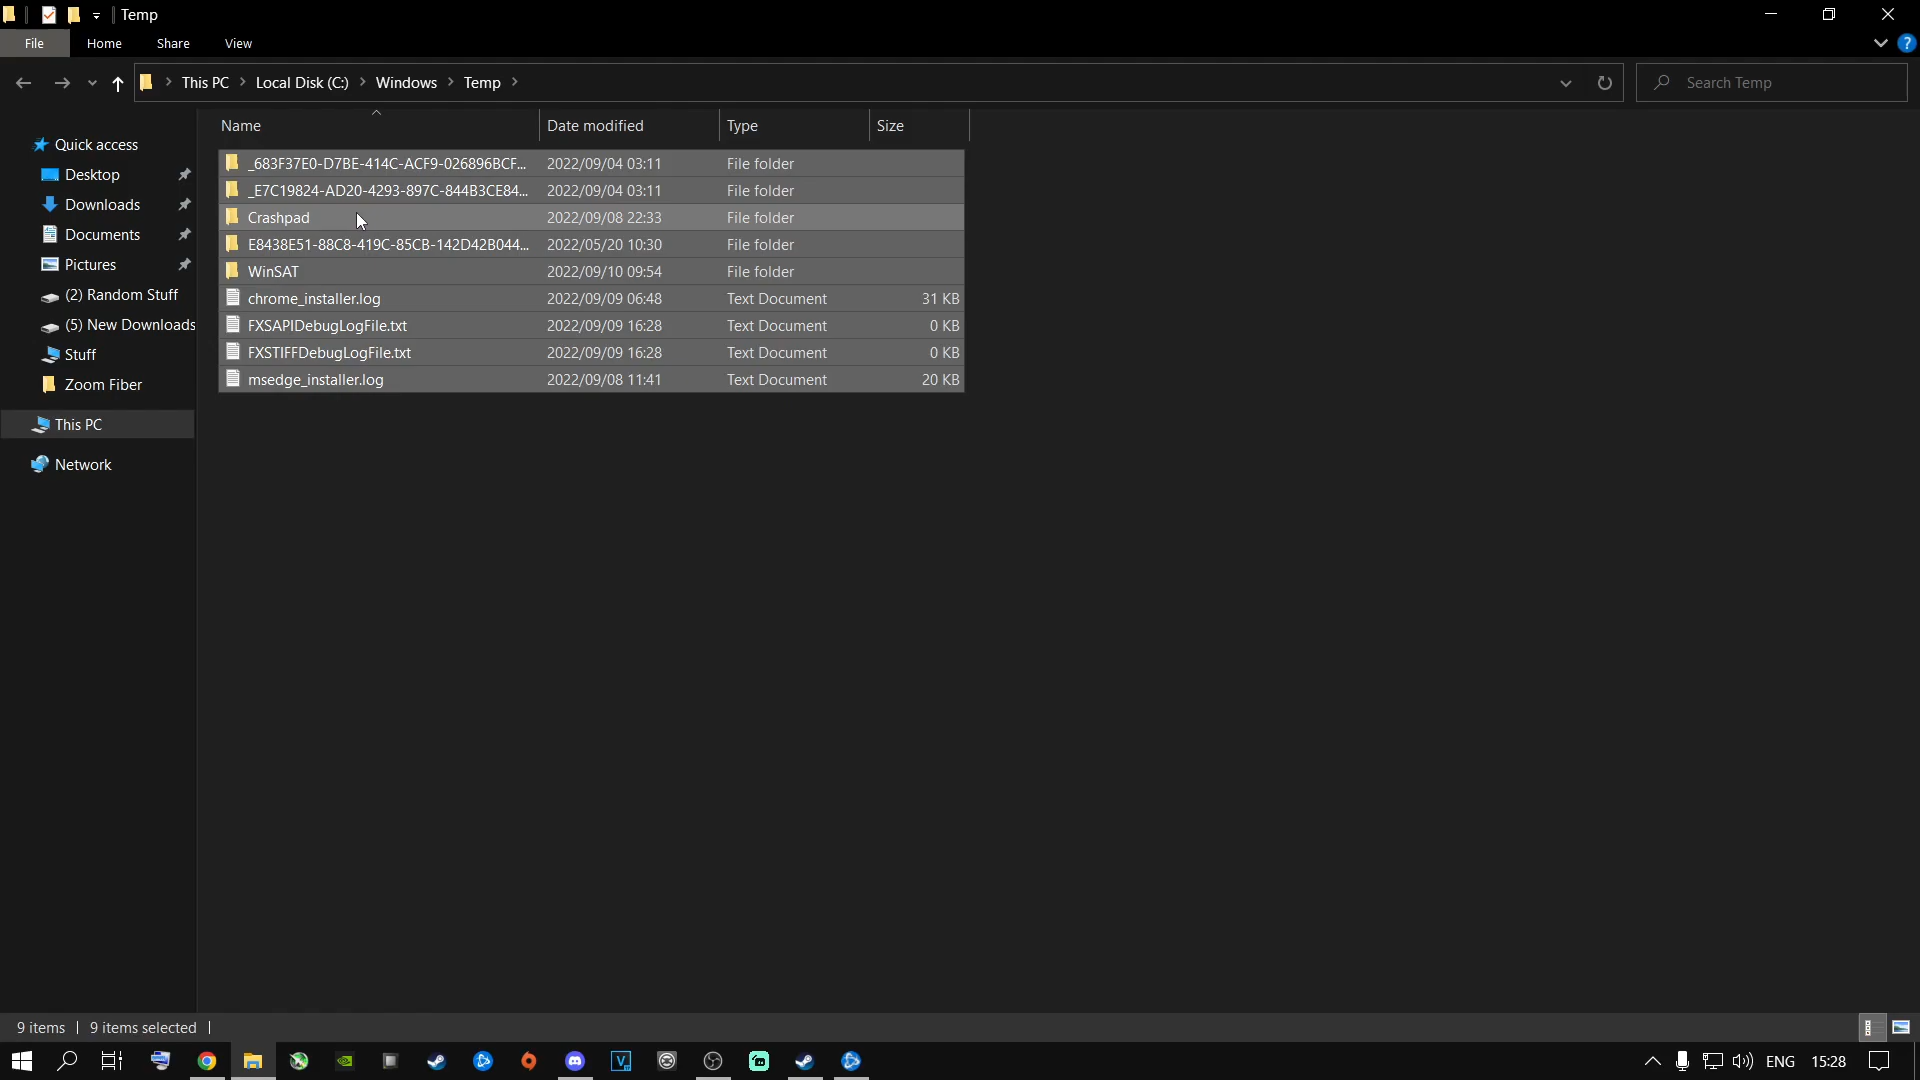 Temp
File Home Share View
This PC Local Disk (C:) Windows Temp
Search Temp
Name Date modified Type Size
Quick access
Desktop
Downloads
Documents
Pictures
(2) Random Stuff
(5) New Downloads
Stuff
Zoom Fiber
This PC
Network
_683F37E0-D7BE-414C-ACF9-026896BCF... 2022/09/04 03:11 File folder
_E7C19824-AD20-4293-897C-844B3CE84... 2022/09/04 03:11 File folder
Crashpad 2022/09/08 22:33 File folder
E8438E51-88C8-419C-85CB-142D42B044... 2022/05/20 10:30 File folder
WinSAT 2022/09/10 09:54 File folder
chrome_installer.log 2022/09/09 06:48 Text Document 31 KB
FXSAPIDebugLogFile.txt 2022/09/09 16:28 Text Document 0 KB
FXSTIFFDebugLogFile.txt 2022/09/09 16:28 Text Document 0 KB
msedge_installer.log 2022/09/08 11:41 Text Document 20 KB
9 items 9 items selected
ENG 15:28